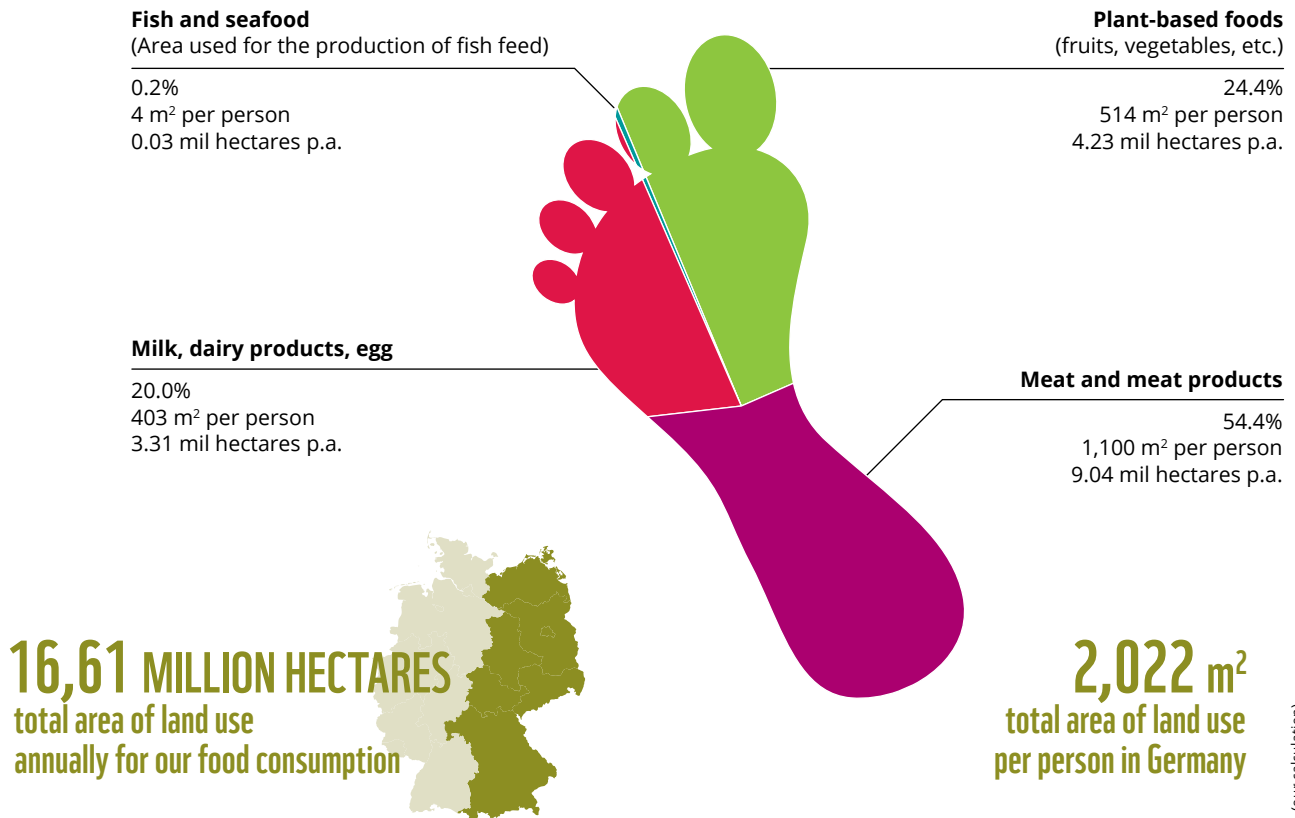 Fish and seafood
(Area used for the production of fish feed)
0.2%
4 m² per person
0.03 mil hectares p.a.
Plant-based foods
(fruits, vegetables, etc.)
24.4%
514 m² per person
4.23 mil hectares p.a.
Milk, dairy products, egg
20.0%
403 m² per person
3.31 mil hectares p.a.
Meat and meat products
54.4%
1,100 m² per person
9.04 mil hectares p.a.
16,61 MILLION HECTARES
total area of land use
annually for our food consumption
2,022 m²
total area of land use
per person in Germany